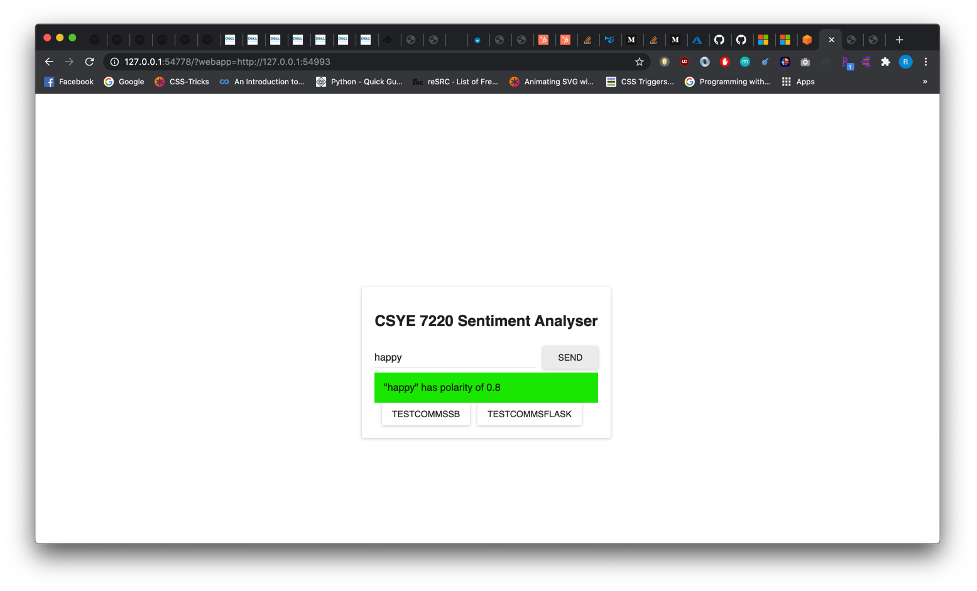 127.0.0.1:54778/?webapp=http://127.0.0.1:54993
Facebook Google CSS-Tricks An Introduction to... Python - Quick Gu... reSRC - List of Fre... Animating SVG wi... CSS Triggers... Programming with... Apps »
CSYE 7220 Sentiment Analyser
happy SEND
"happy" has polarity of 0.8
TESTCOMMSSB TESTCOMMSFLASK